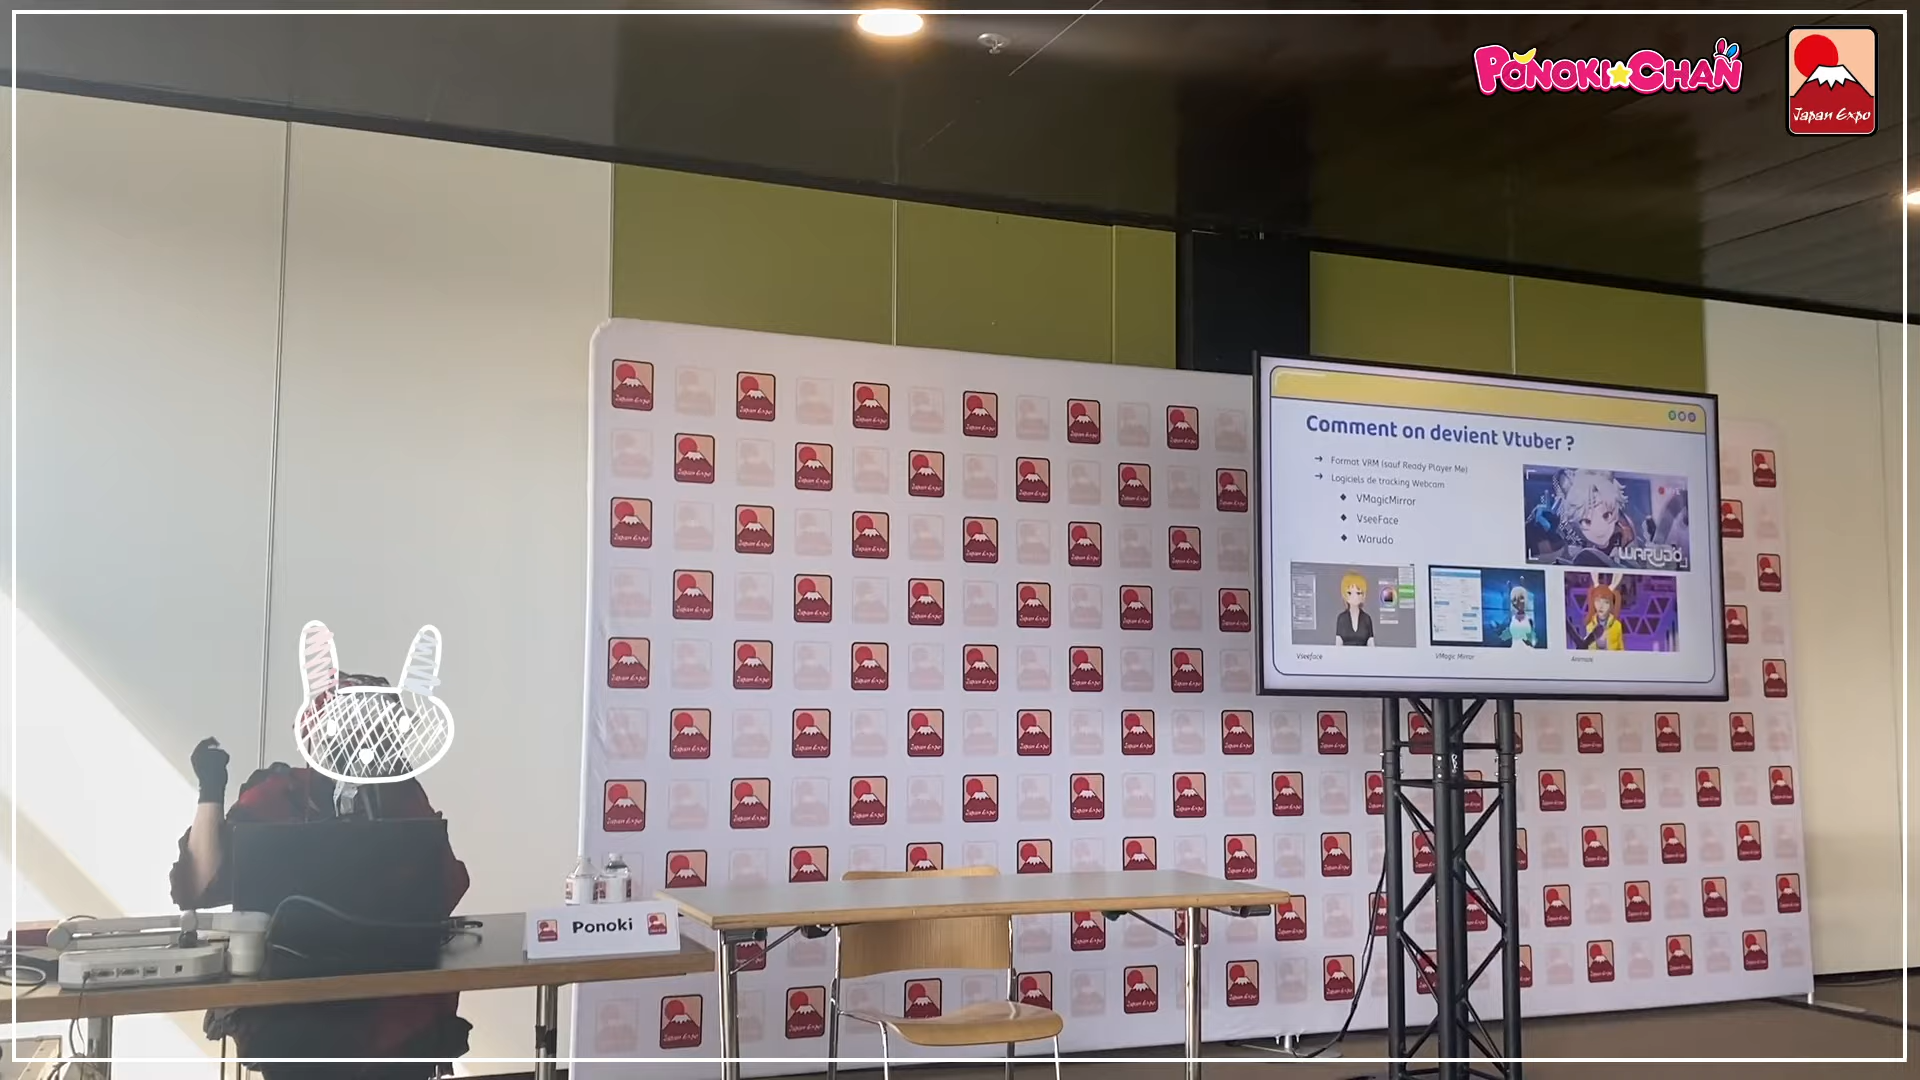 PONOKI CHAN
Japan Expo
Comment on devient Vtuber ?
→ Format VRM (sauf Ready Player Me)
→ Logiciels de tracking Webcam
◆ VMagicMirror
◆ VseeFace
◆ Warudo
WARUDO
Vseeface
VMagic Mirror
Animaze
Ponoki